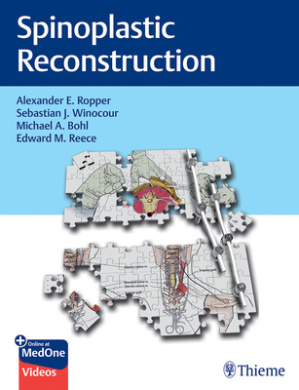 Spinoplastic
Reconstruction
Alexander E. Ropper
Sebastian J. Winocour
Michael A. Bohl
Edward M. Reece
+ Online at
MedOne
Videos
Thieme